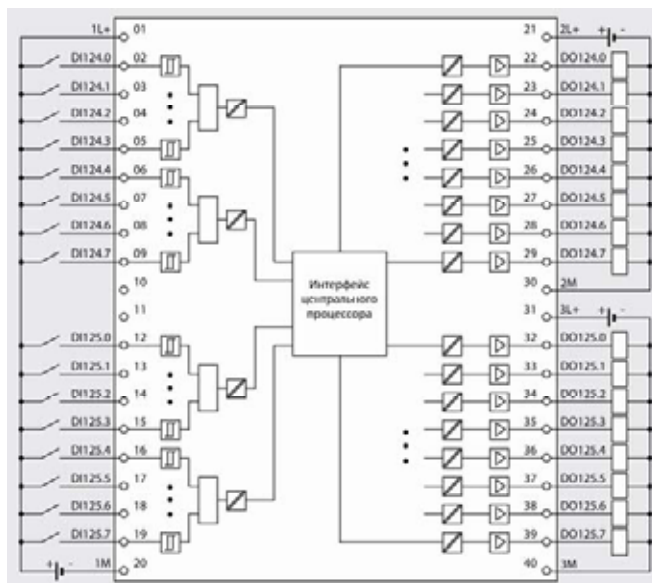 1L+ 01 21 2L+ + -
DI124.0 02 22 DO124.0
DI124.1 03 23 DO124.1
DI124.2 04 24 DO124.2
DI124.3 05 25 DO124.3
DI124.4 06 26 DO124.4
DI124.5 07 27 DO124.5
DI124.6 08 28 DO124.6
DI124.7 09 29 DO124.7
10 30 2M
11 31 3L+ + -
Интерфейс
центрального
процессора
DI125.0 12 32 DO125.0
DI125.1 13 33 DO125.1
DI125.2 14 34 DO125.2
DI125.3 15 35 DO125.3
DI125.4 16 36 DO125.4
DI125.5 17 37 DO125.5
DI125.6 18 38 DO125.6
DI125.7 19 39 DO125.7
+ - 1M 20 40 3M